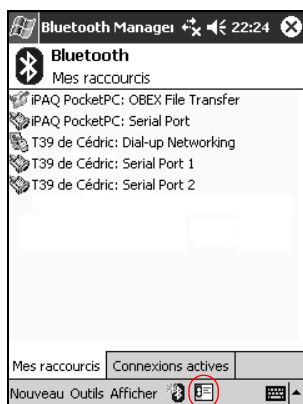 Bluetooth Manager 22:24
Bluetooth
Mes raccourcis
iPAQ PocketPC: OBEX File Transfer
iPAQ PocketPC: Serial Port
T39 de Cédric: Dial-up Networking
T39 de Cédric: Serial Port 1
T39 de Cédric: Serial Port 2
Mes raccourcis Connexions actives
Nouveau Outils Afficher